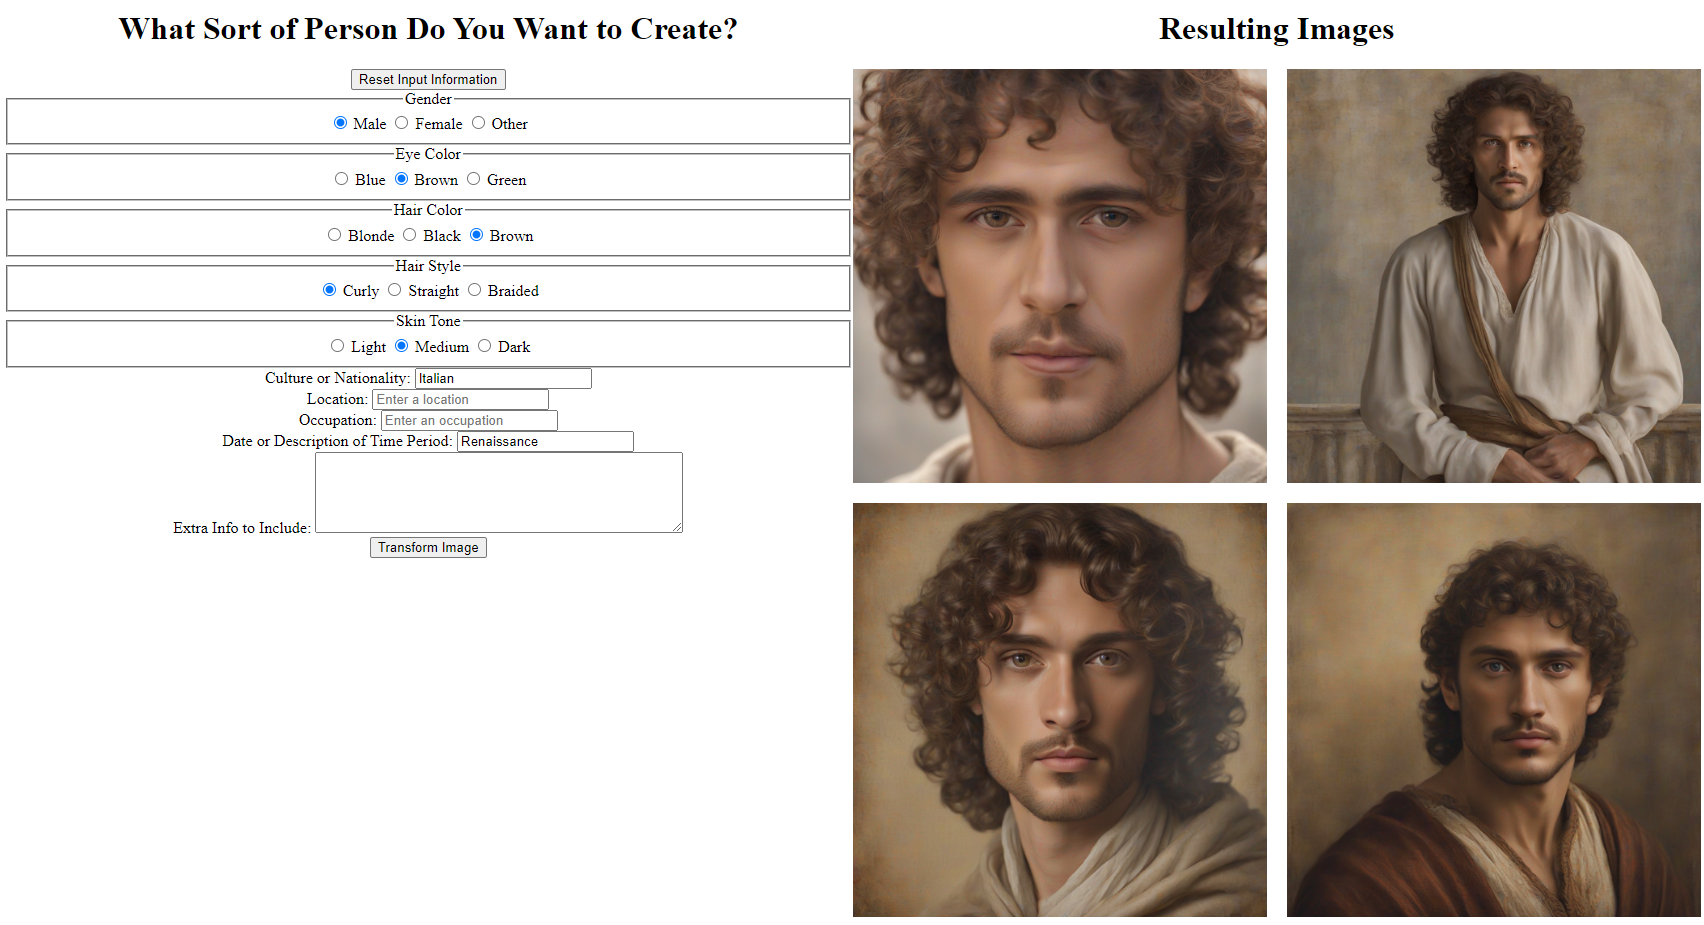 What Sort of Person Do You Want to Create?
Reset Input Information
Gender
Male Female Other
Eye Color
Blue Brown Green
Hair Color
Blonde Black Brown
Hair Style
Curly Straight Braided
Skin Tone
Light Medium Dark
Culture or Nationality: Italian
Location: Enter a location
Occupation: Enter an occupation
Date or Description of Time Period: Renaissance
Extra Info to Include:
Transform Image
Resulting Images